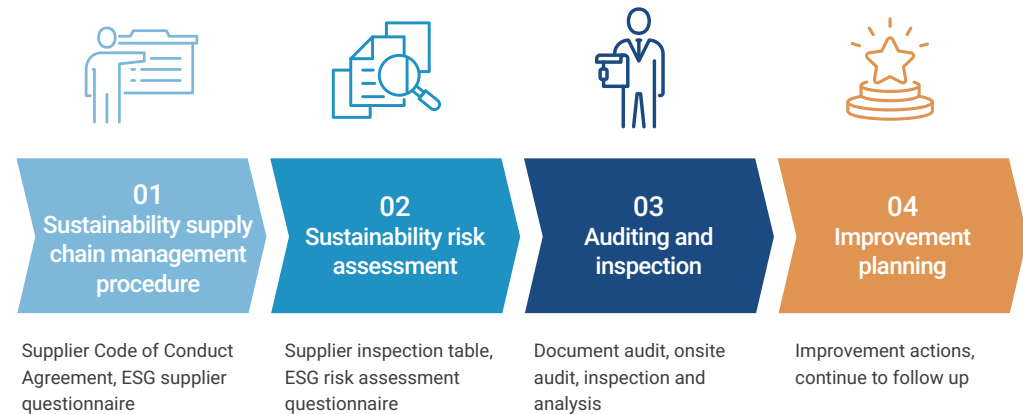 01
Sustainability supply
chain management
procedure
02
Sustainability risk
assessment
03
Auditing and
inspection
04
Improvement
planning
Supplier Code of Conduct
Agreement, ESG supplier
questionnaire
Supplier inspection table,
ESG risk assessment
questionnaire
Document audit, onsite
audit, inspection and
analysis
Improvement actions,
continue to follow up